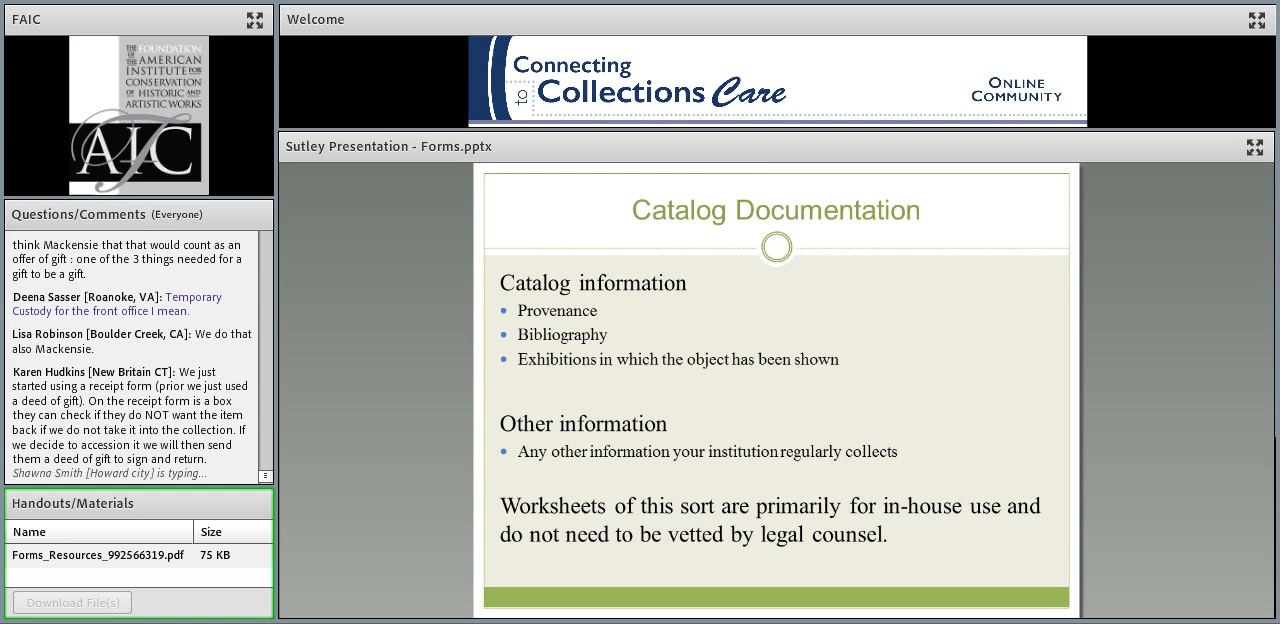 FAIC
THE FOUNDATION
OF THE AMERICAN
INSTITUTE FOR
CONSERVATION
OF HISTORIC AND
ARTISTIC WORKS
AIC
Questions/Comments (Everyone)
think Mackensie that that would count as an
offer of gift : one of the 3 things needed for a
gift to be a gift.
Deena Sasser [Roanoke, VA]: Temporary
Custody for the front office I mean.
Lisa Robinson [Boulder Creek, CA]: We do that
also Mackensie.
Karen Hudkins [New Britain CT]: We just
started using a receipt form (prior we just used
a deed of gift). On the receipt form is a box
they can check if they do NOT want the item
back if we do not take it into the collection. If
we decide to accession it we will then send
them a deed of gift to sign and return.
Shawna Smith [Howard city] is typing...
Handouts/Materials
Name Size
Forms_Resources_992566319.pdf 75 KB
Download File(s)
Welcome
Connecting
to Collections Care
ONLINE
COMMUNITY
Sutley Presentation - Forms.pptx
Catalog Documentation
Catalog information
• Provenance
• Bibliography
• Exhibitions in which the object has been shown
Other information
• Any other information your institution regularly collects
Worksheets of this sort are primarily for in-house use and
do not need to be vetted by legal counsel.